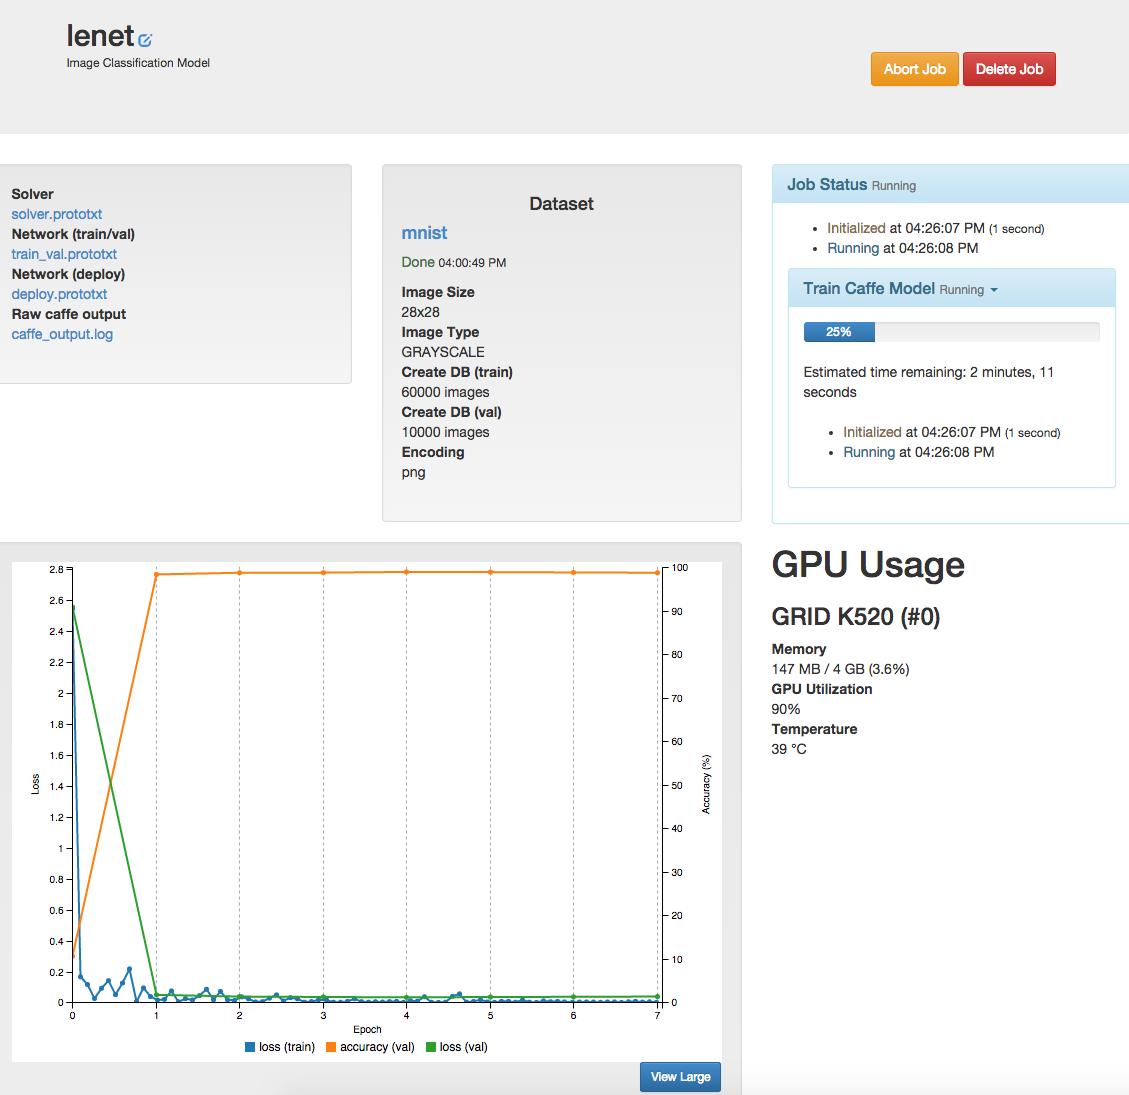 lenet
Image Classification Model
Abort Job
Delete Job
Solver
solver.prototxt
Network (train/val)
train_val.prototxt
Network (deploy)
deploy.prototxt
Raw caffe output
caffe_output.log
Dataset
mnist
Done 04:00:49 PM
Image Size
28x28
Image Type
GRAYSCALE
Create DB (train)
60000 images
Create DB (val)
10000 images
Encoding
png
Job Status Running
Initialized at 04:26:07 PM (1 second)
Running at 04:26:08 PM
Train Caffe Model Running
25%
Estimated time remaining: 2 minutes, 11
seconds
Initialized at 04:26:07 PM (1 second)
Running at 04:26:08 PM
2.8
2.6
2.4
2.2
2
1.8
1.6
1.4
1.2
1
0.8
0.6
0.4
0.2
0
Loss
100
90
80
70
60
50
40
30
20
10
0
Accuracy (%)
0 1 2 3 4 5 6 7
Epoch
loss (train) accuracy (val) loss (val)
View Large
GPU Usage
GRID K520 (#0)
Memory
147 MB / 4 GB (3.6%)
GPU Utilization
90%
Temperature
39 °C